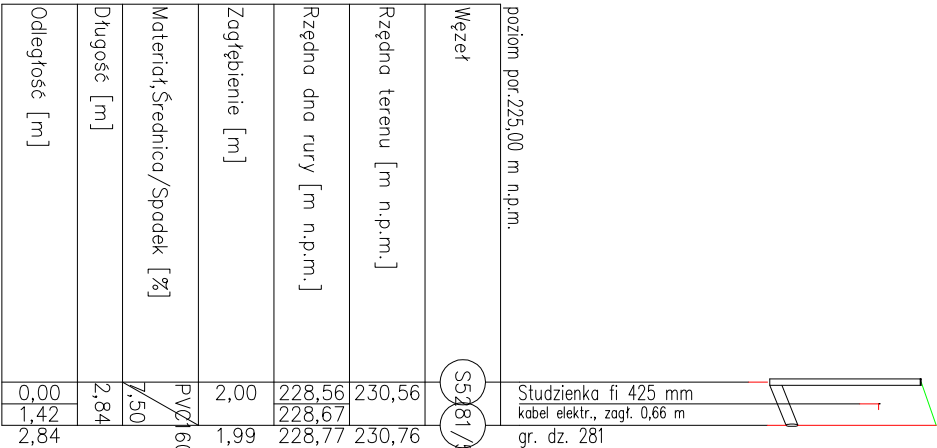 poziom por.225,00 m n.p.m.
Węzeł
Rzędna terenu [m n.p.m.]
Rzędna dna rury [m n.p.m.]
Zagłębienie [m]
Materiał,Średnica/Spadek [%]
Długość [m]
Odległość [m]
Studzienka fi 425 mm
kabel elektr., zagł. 0,66 m
gr. dz. 281
230,56
230,76
228,56
228,67
228,77
2,00
1,99
PVC160
7,50
2,84
0,00
1,42
2,84